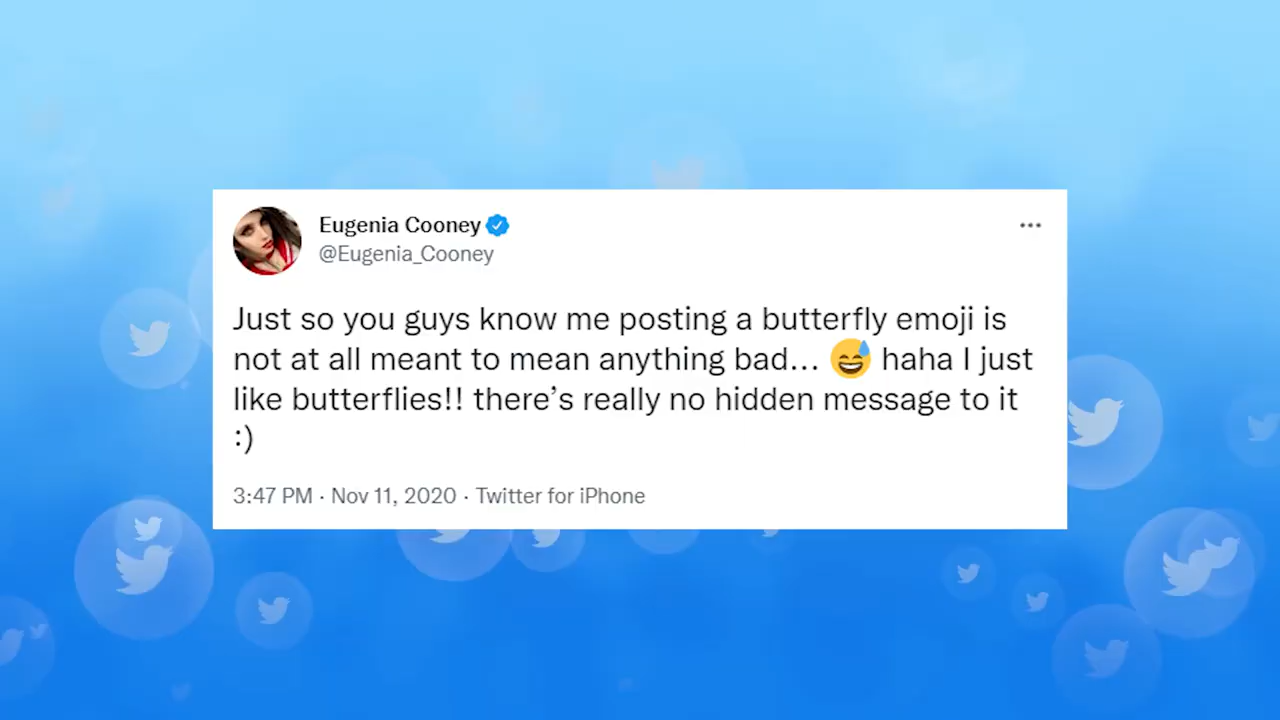 Eugenia Cooney
@Eugenia_Cooney
Just so you guys know me posting a butterfly emoji is
not at all meant to mean anything bad... 😅 haha I just
like butterflies!! there’s really no hidden message to it
:)
3:47 PM · Nov 11, 2020 · Twitter for iPhone